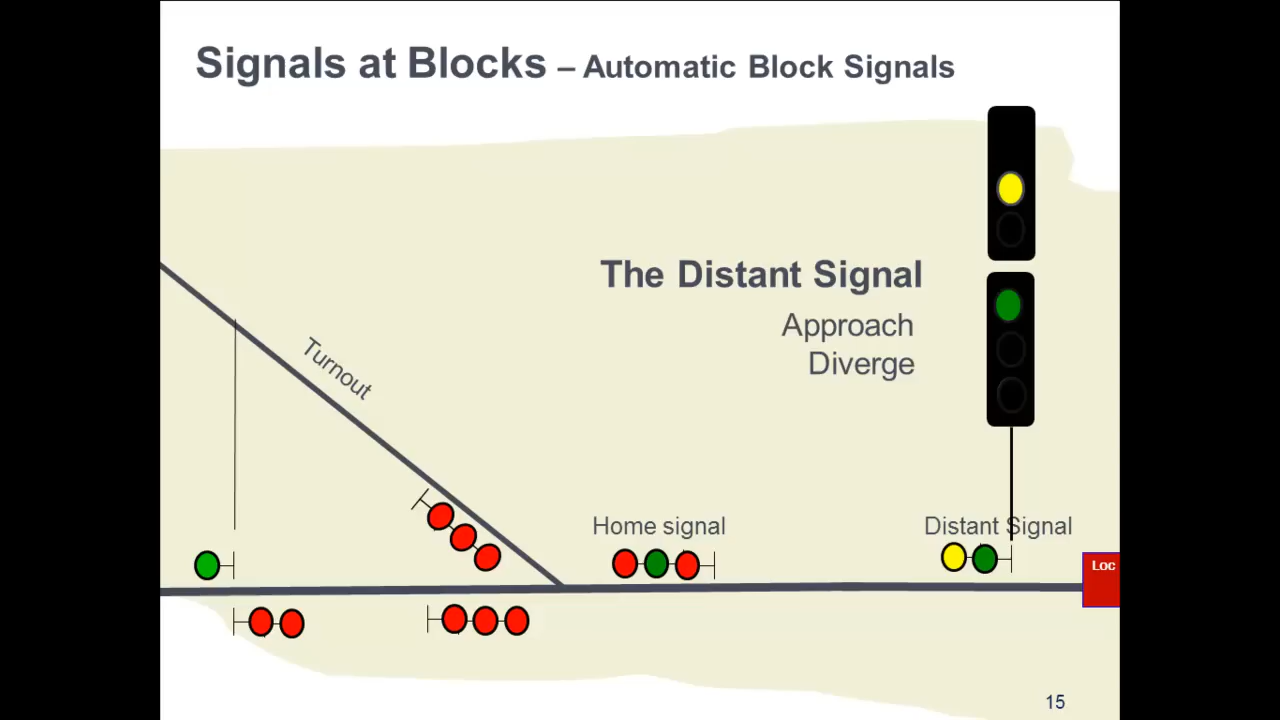 Signals at Blocks – Automatic Block Signals
The Distant Signal
Approach
Diverge
Turnout
Home signal
Distant Signal
Loc
15